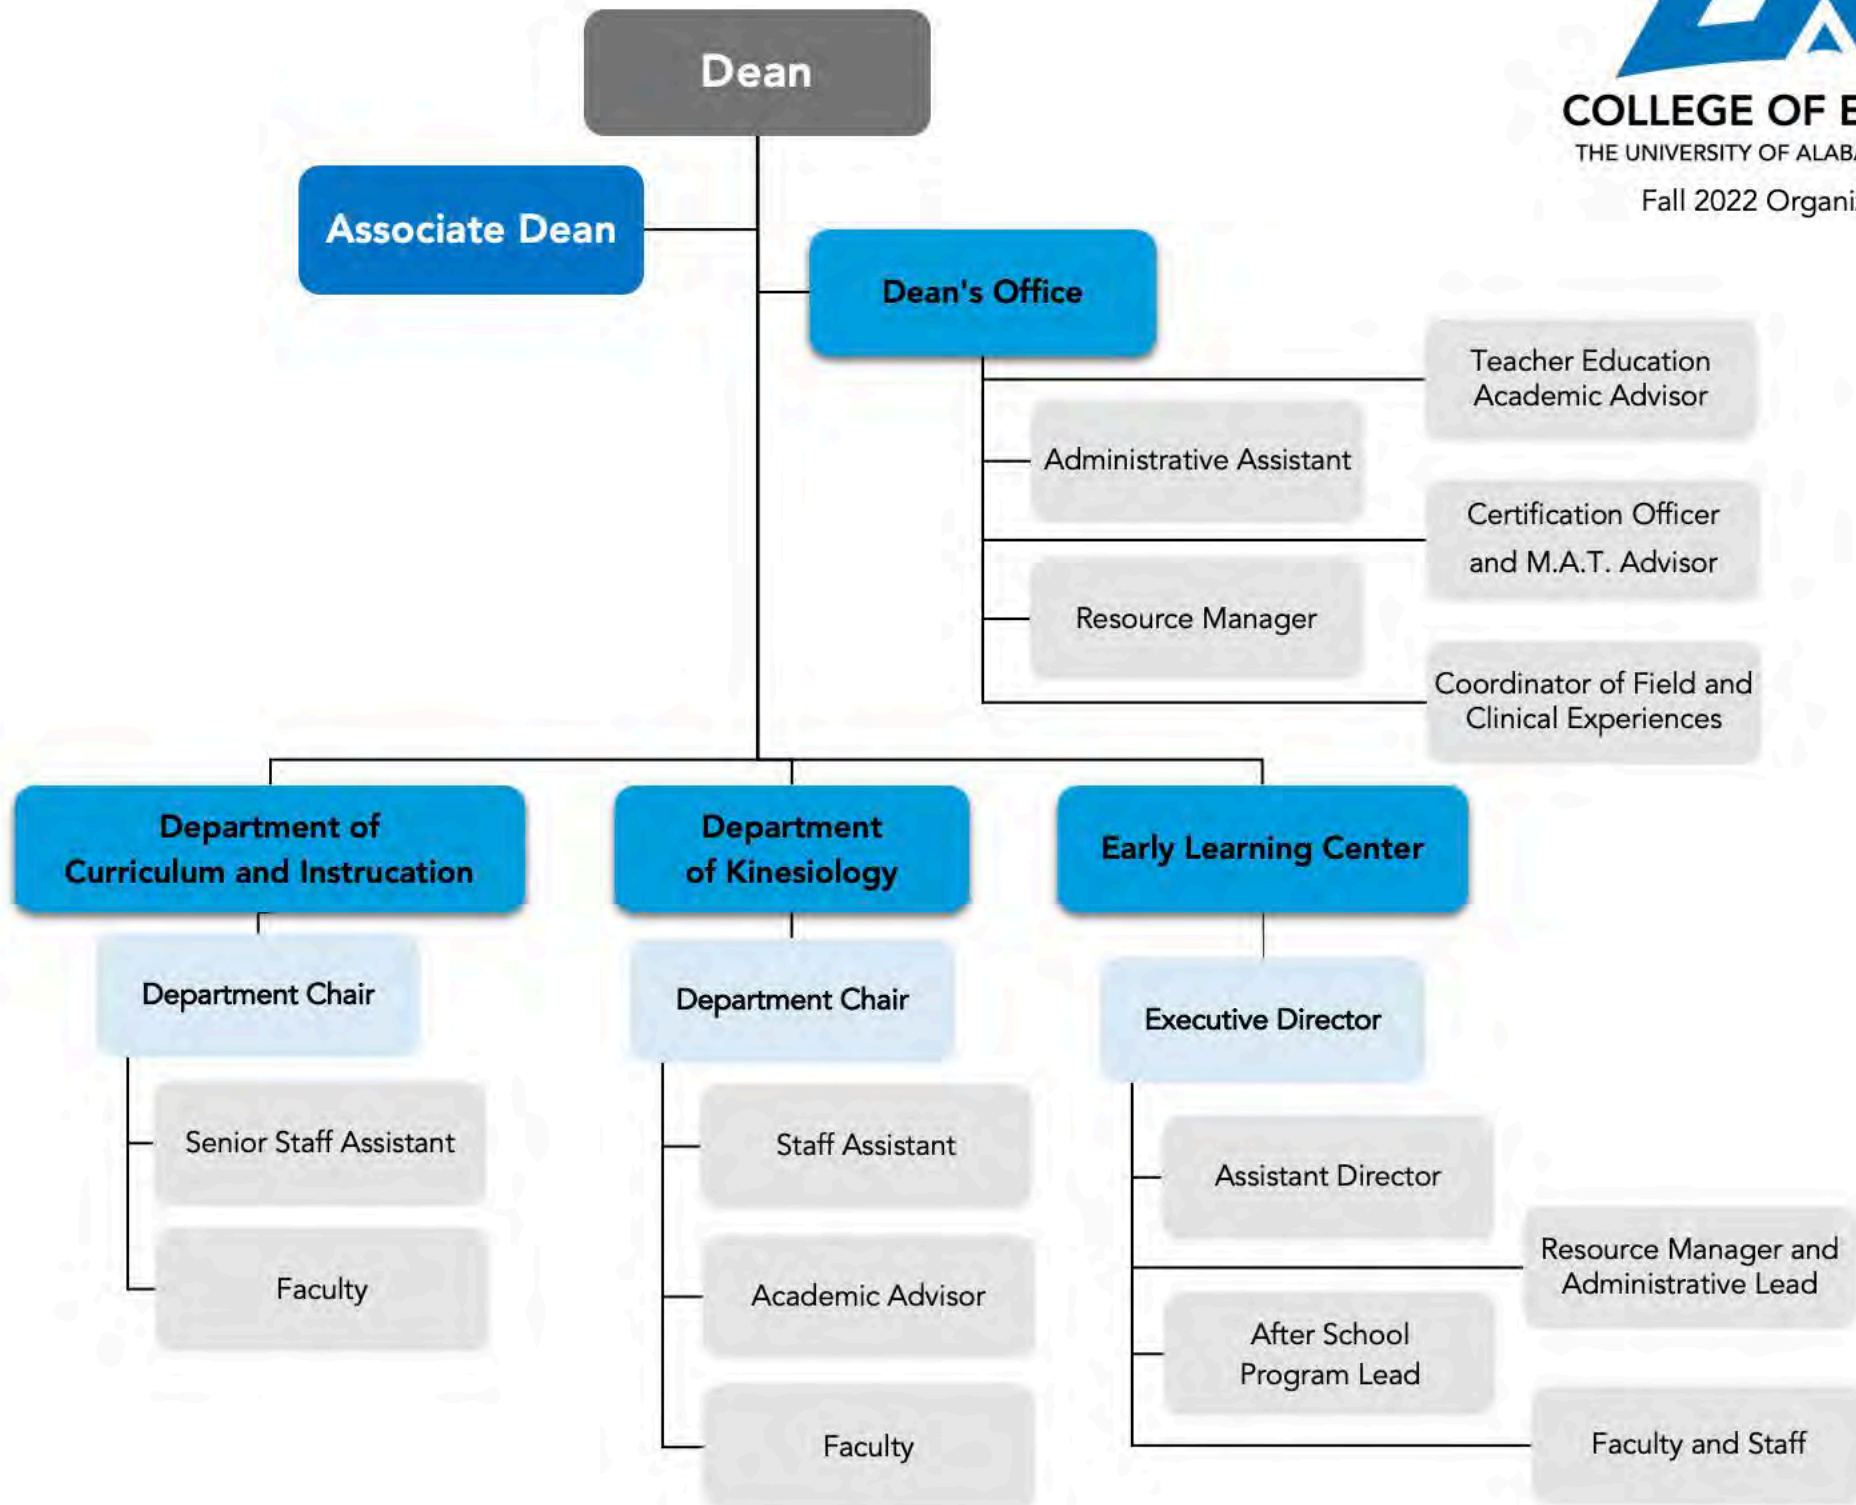 Dean
COLLEGE OF
THE UNIVERSITY OF
Fall 2022
Associate Dean
Dean's Office
Teacher Education
Academic Advisor
Administrative Assistant
Certification Officer
and M.A.T. Advisor
Resource Manager
Coordinator of Field and
Clinical Experiences
Department of
Curriculum and Instrucation
Department
of Kinesiology
Early Learning Center
Department Chair
Department Chair
Executive Director
Senior Staff Assistant
Staff Assistant
Assistant Director
Resource Manager and
Administrative Lead
Faculty
Academic Advisor
After School
Program Lead
Faculty
Faculty and Staff